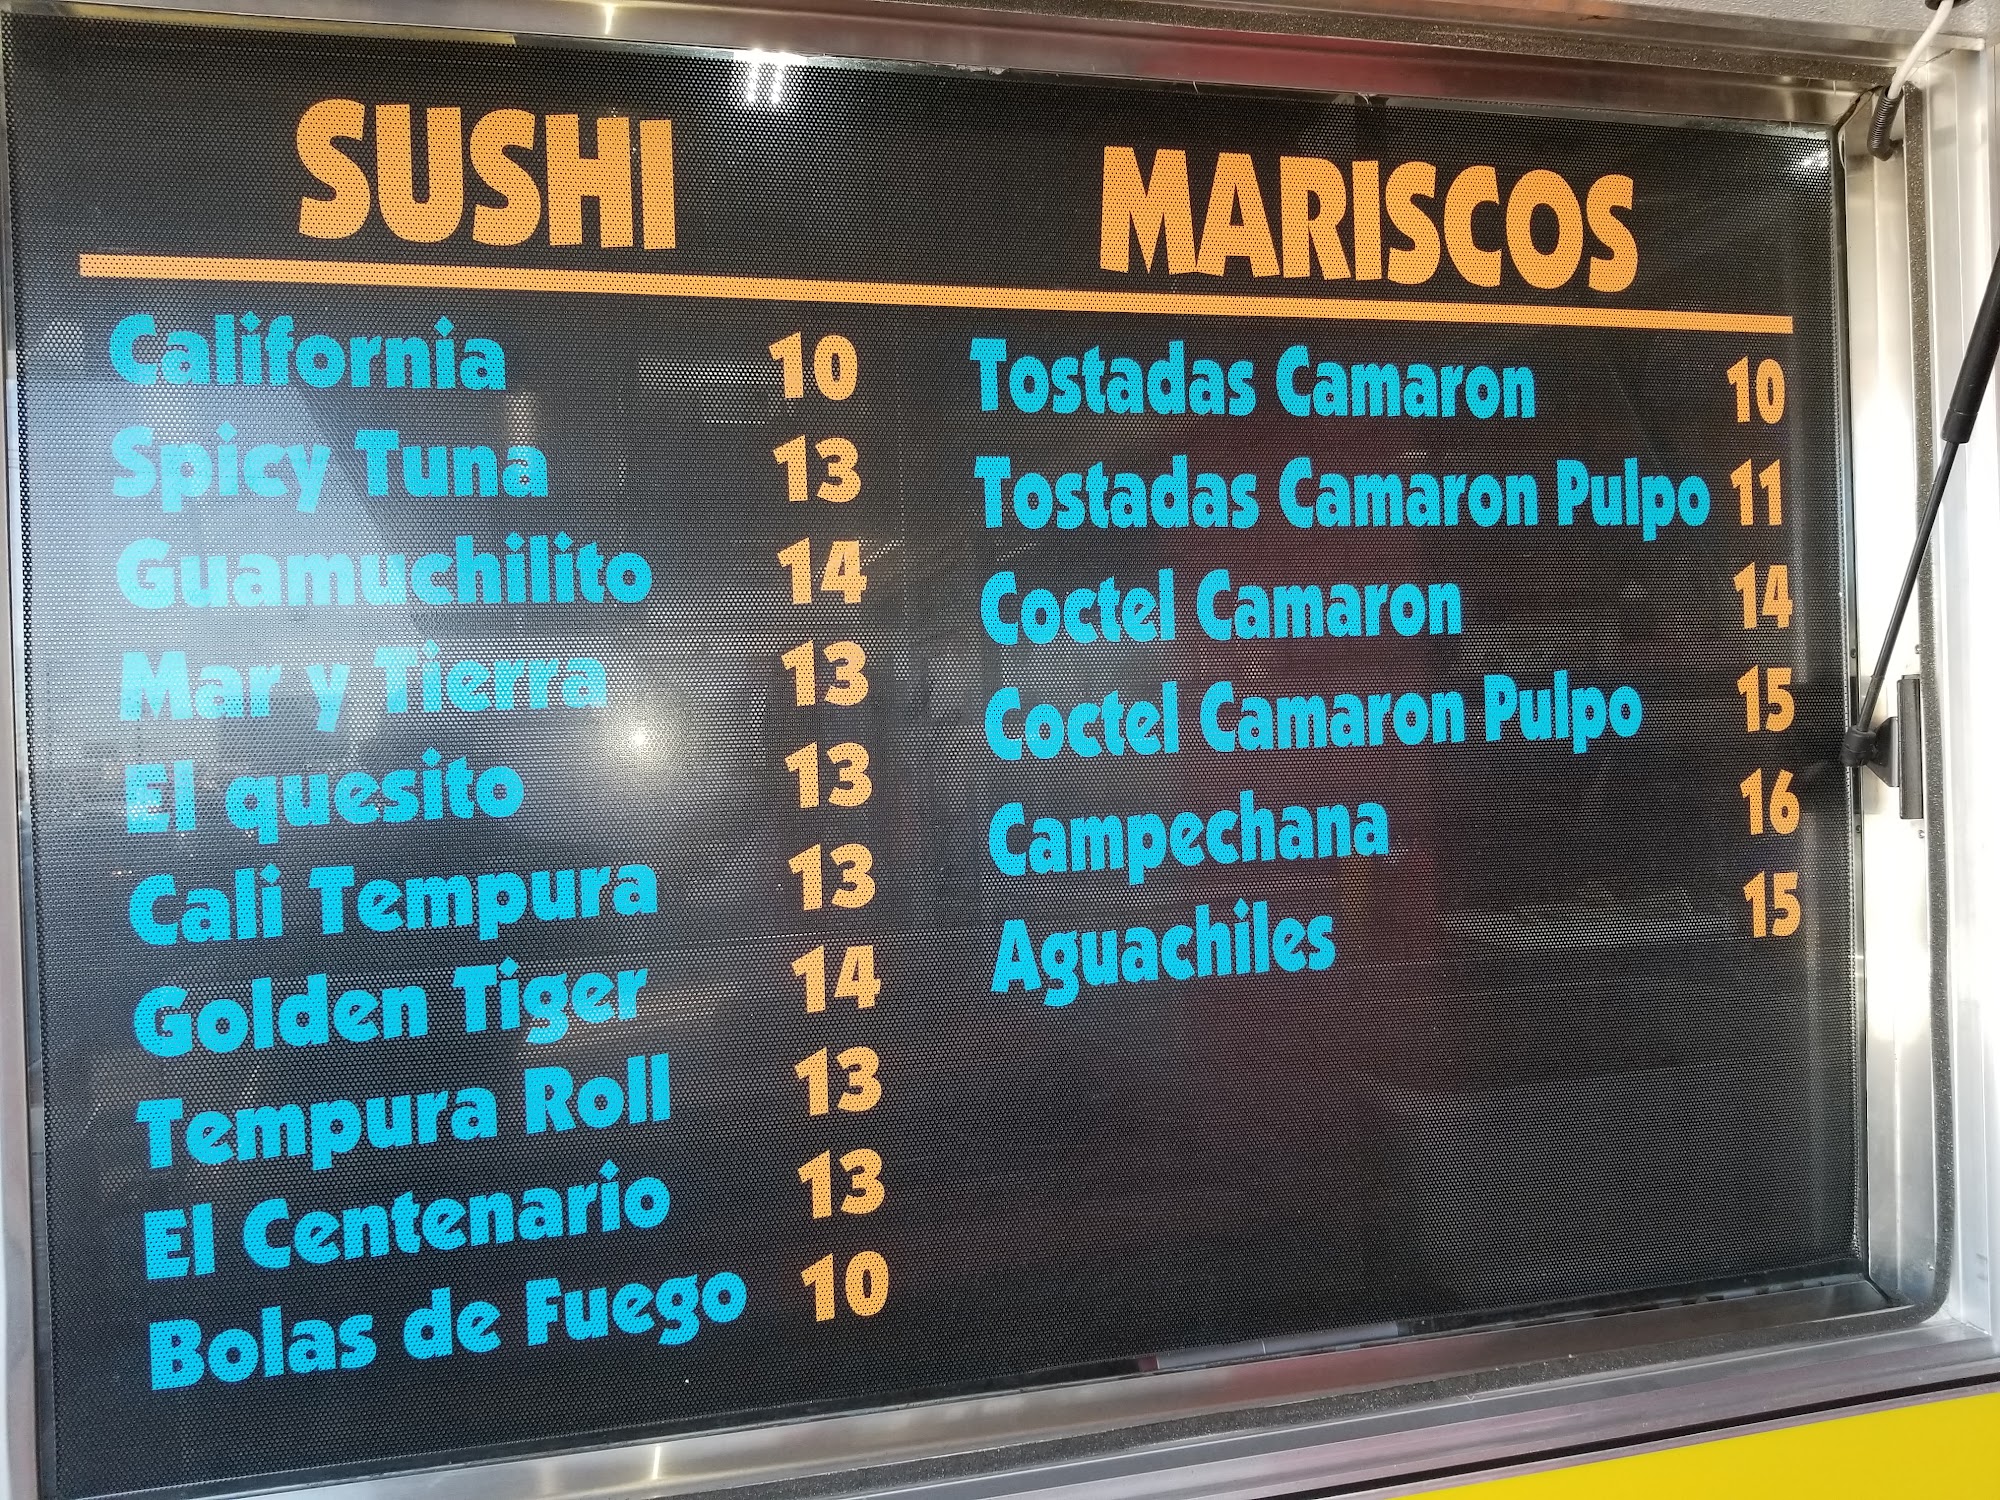 SUSHI
California 10
Spicy Tuna 13
Guamuchilito 14
Mar y Tierra 13
El quesito 13
Cali Tempura 13
Golden Tiger 14
Tempura Roll 13
El Centenario 13
Bolas de Fuego 10
MARISCOS
Tostadas Camaron 10
Tostadas Camaron Pulpo 11
Coctel Camaron 14
Coctel Camaron Pulpo 15
Campechana 16
Aguachiles 15